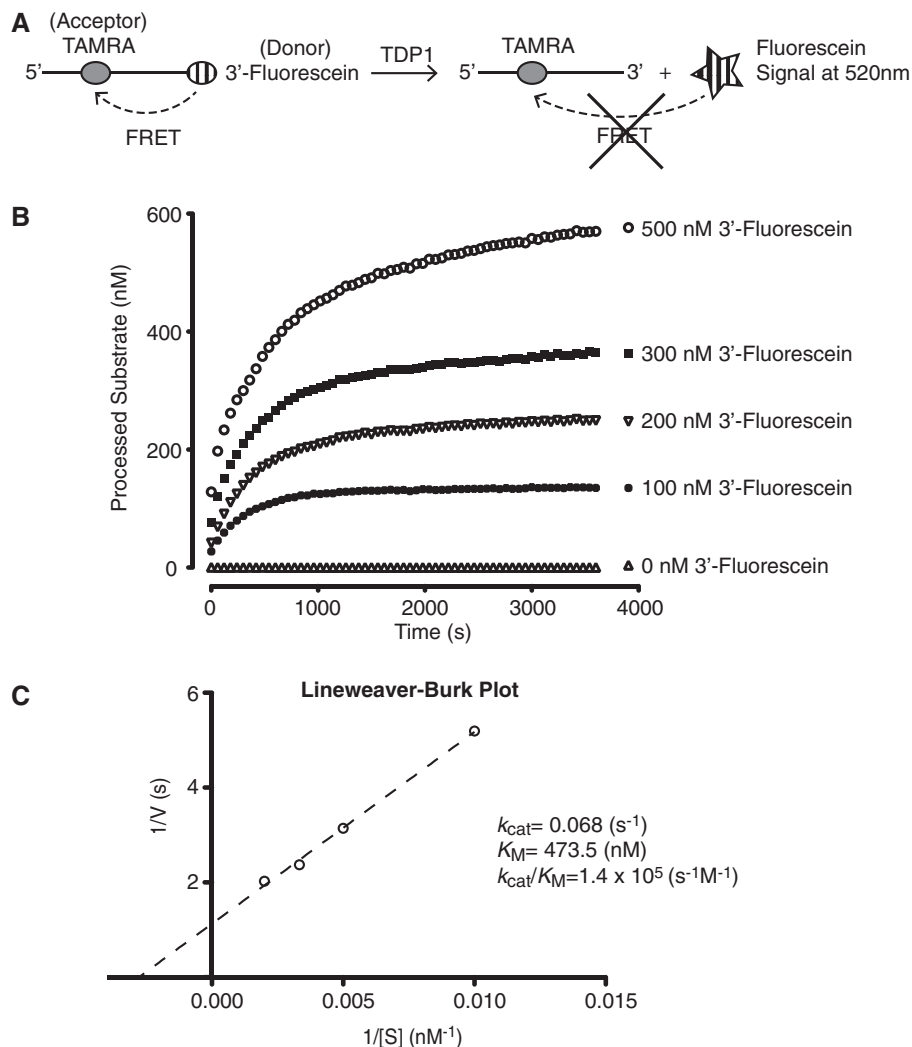 A
(Acceptor)
TAMRA
(Donor)
5’
3’-Fluorescein
FRET
TDP1
TAMRA
5’
3’
+
Fluorescein
Signal at 520nm
FRET
B
Processed Substrate (nM)
600
400
200
0
0
1000
2000
3000
4000
Time (s)
500 nM 3’-Fluorescein
300 nM 3’-Fluorescein
200 nM 3’-Fluorescein
100 nM 3’-Fluorescein
0 nM 3’-Fluorescein
C
Lineweaver-Burk Plot
1/V (s)
6
4
2
0.000
0.005
0.010
0.015
1/[S] (nM⁻¹)
kcat= 0.068 (s⁻¹)
KM= 473.5 (nM)
kcat/KM=1.4 x 10⁵ (s⁻¹M⁻¹)